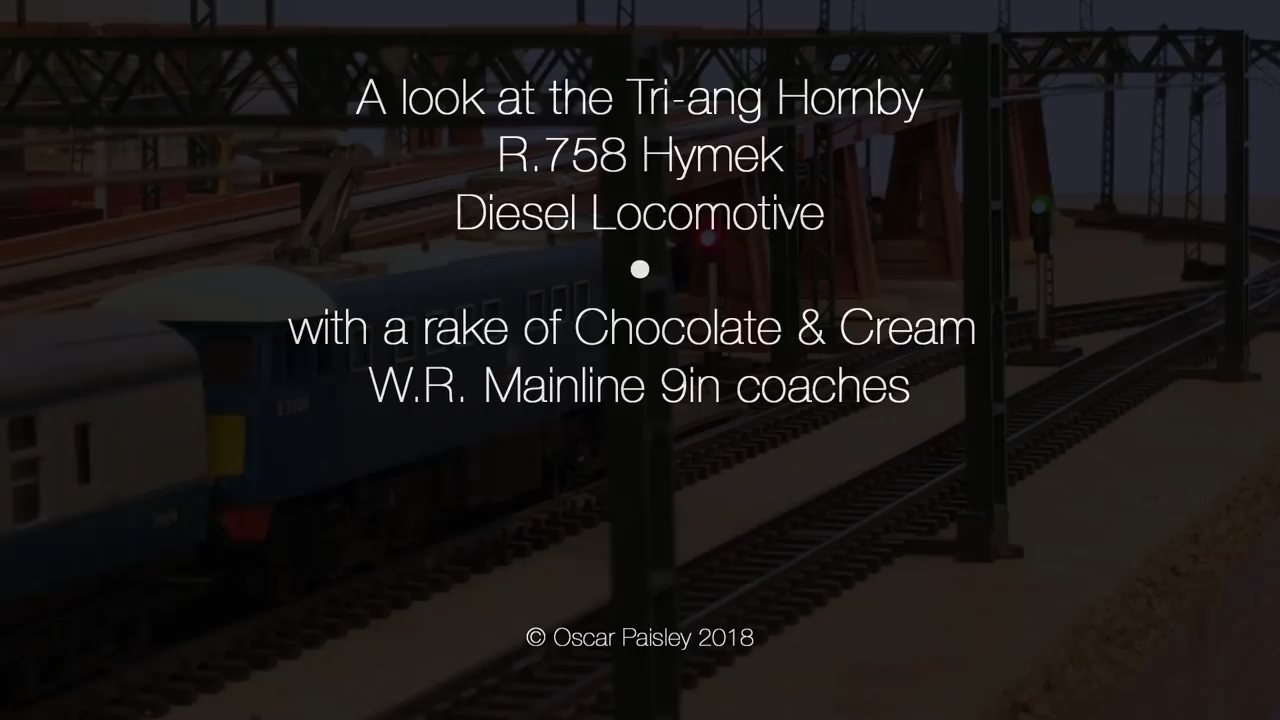 A look at the Tri-ang Hornby
R.758 Hymek
Diesel Locomotive
•
with a rake of Chocolate & Cream
W.R. Mainline 9in coaches
© Oscar Paisley 2018